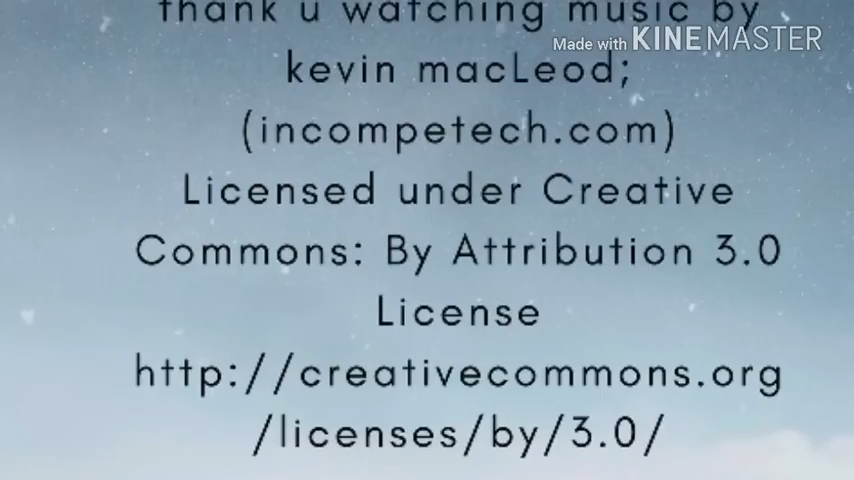 thank u watching music by
Made with KINEMASTER
kevin macLeod;
(incompetech.com)
Licensed under Creative
Commons: By Attribution 3.0
License
http://creativecommons.org
/licenses/by/3.0/